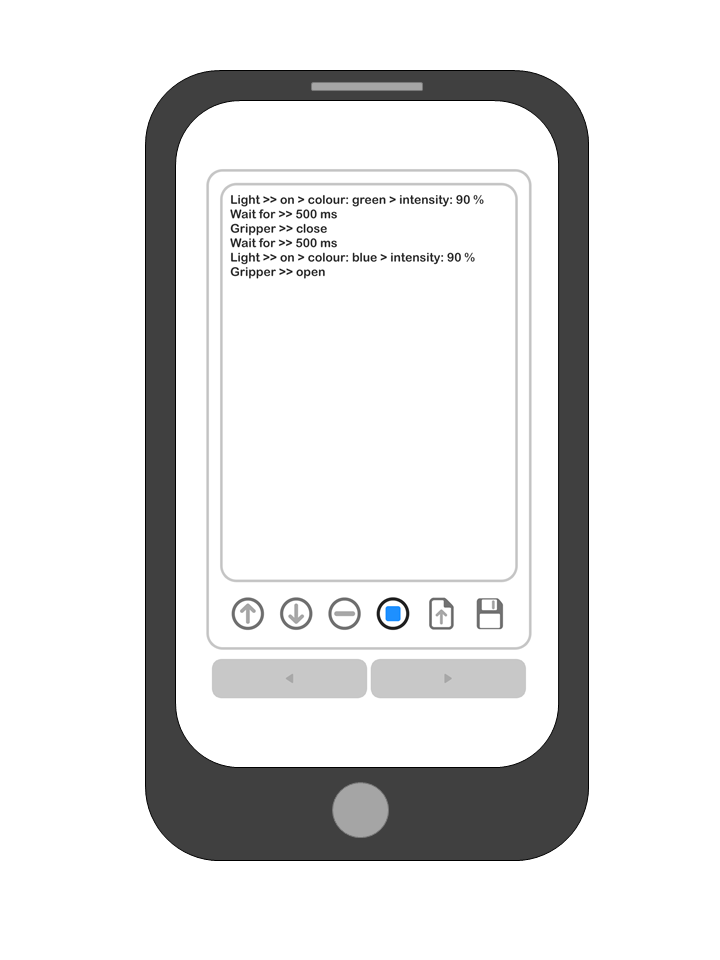 Light >> on > colour: green > intensity: 90 %
Wait for >> 500 ms
Gripper >> close
Wait for >> 500 ms
Light >> on > colour: blue > intensity: 90 %
Gripper >> open